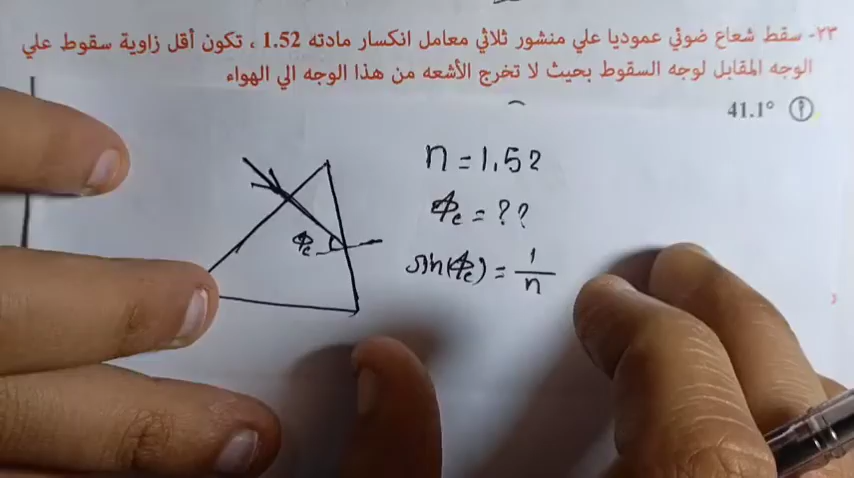 ٢٣- سقط شعاع ضوئي عموديا علي منشور ثلاثي معامل انكسار مادته 1.52 ، تكون أقل زاوية سقوط علي
الوجه المقابل لوجه السقوط بحيث لا تخرج الأشعه من هذا الوجه الي الهواء
أ 41.1°
n = 1.52
ϕc = ??
ϕc
sin(ϕc) = 1/n